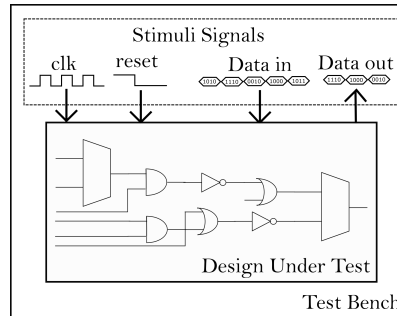 Stimuli Signals
clk reset Data in Data out
1010 1110 0010 1000 1011 1110 1000 0010
Design Under Test
Test Bench